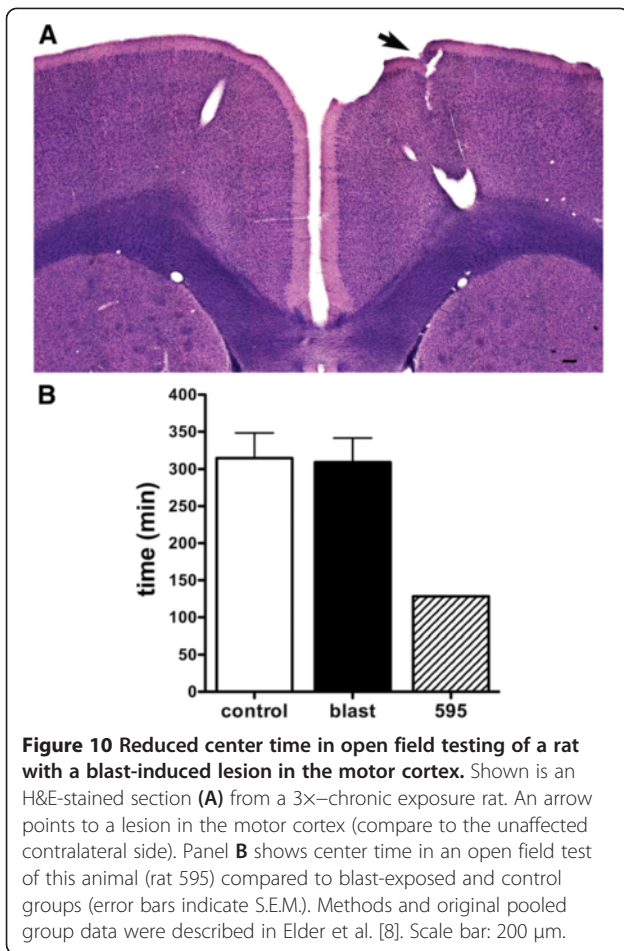 A
B
400
350
300
250
200
150
100
50
0
time (min)
control blast 595
Figure 10 Reduced center time in open field testing of a rat
with a blast-induced lesion in the motor cortex. Shown is an
H&E-stained section (A) from a 3×−chronic exposure rat. An arrow
points to a lesion in the motor cortex (compare to the unaffected
contralateral side). Panel B shows center time in an open field test
of this animal (rat 595) compared to blast-exposed and control
groups (error bars indicate S.E.M.). Methods and original pooled
group data were described in Elder et al. [8]. Scale bar: 200 μm.